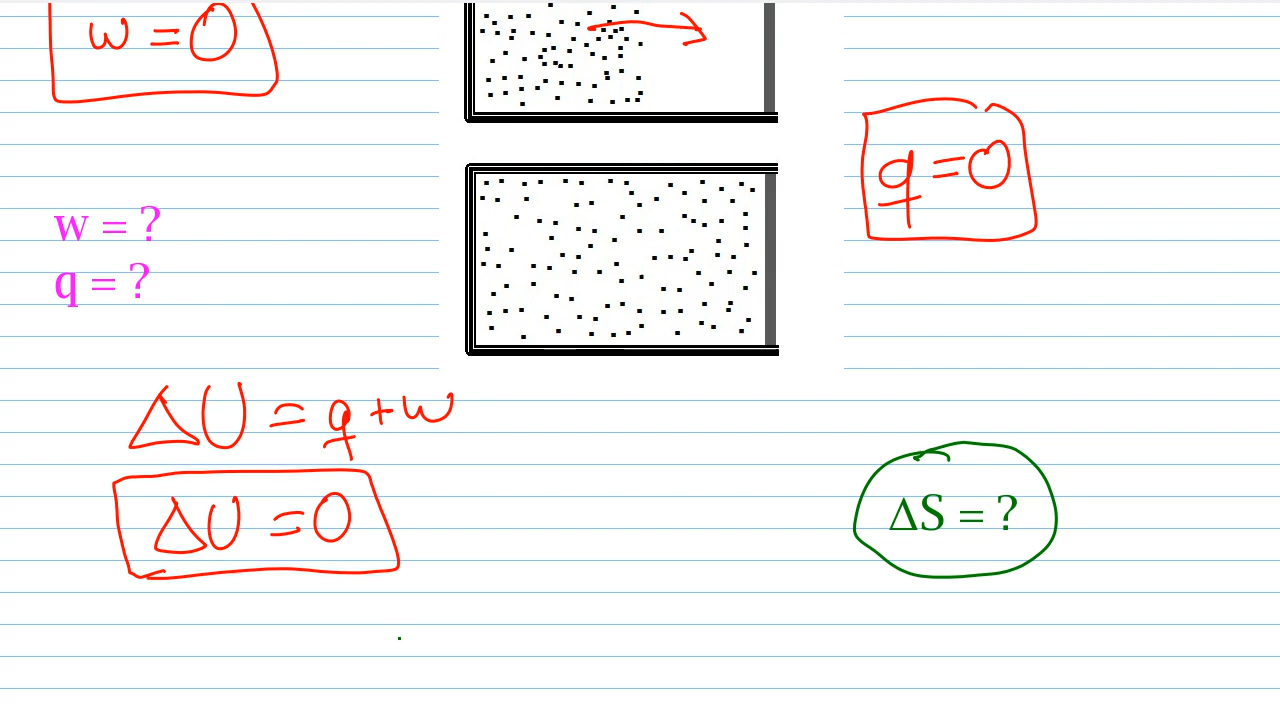 w = 0
q = 0
w = ?
q = ?
ΔU = q + w
ΔU = 0
ΔS = ?